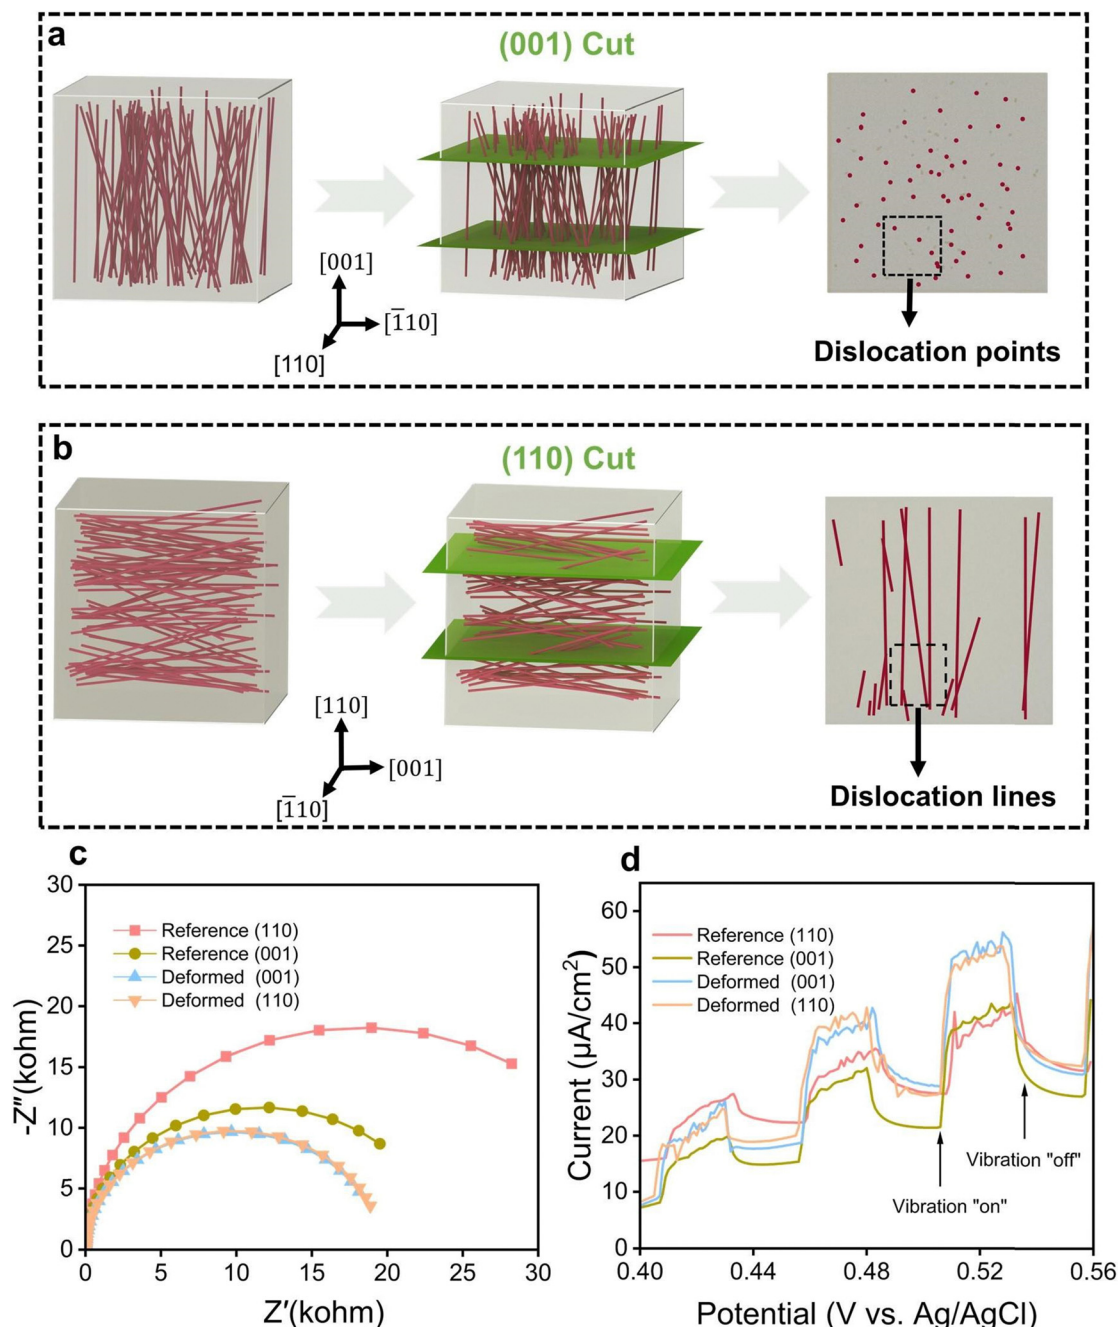 a
(001) Cut
[001]
[1̅10]
[110]
Dislocation points
b
(110) Cut
[110]
[001]
[1̅10]
Dislocation lines
c
30
25
20
15
10
5
0
-Z″(kohm)
Reference (110)
Reference (001)
Deformed (001)
Deformed (110)
0 5 10 15 20 25 30
Z′(kohm)
d
60
50
40
30
20
10
0
Current (μA/cm²)
Reference (110)
Reference (001)
Deformed (001)
Deformed (110)
Vibration "off"
Vibration "on"
0.40 0.44 0.48 0.52 0.56
Potential (V vs. Ag/AgCl)